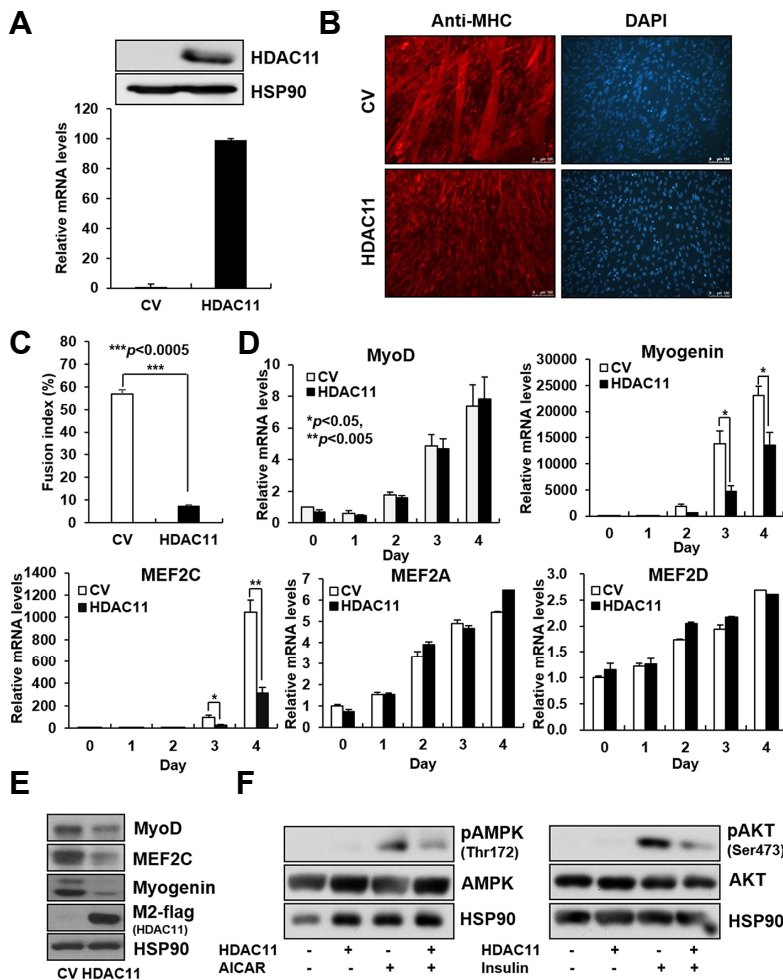 A
HDAC11
HSP90
Relative mRNA levels
120
100
80
60
40
20
0
CV HDAC11
B
Anti-MHC DAPI
CV
HDAC11
C
***p<0.0005
***
Fusion index (%)
80
70
60
50
40
30
20
10
0
CV HDAC11
D
MyoD
CV
HDAC11
*p<0.05,
**p<0.005
Relative mRNA levels
10
8
6
4
2
0
0 1 2 3 4
Day
Myogenin
CV
HDAC11
* *
Relative mRNA levels
30000
25000
20000
15000
10000
5000
0
0 1 2 3 4
Day
MEF2C
CV
HDAC11
* **
Relative mRNA levels
1400
1200
1000
800
600
400
200
0
0 1 2 3 4
Day
MEF2A
CV
HDAC11
Relative mRNA levels
7
6
5
4
3
2
1
0
0 1 2 3 4
Day
MEF2D
CV
HDAC11
Relative mRNA levels
3.0
2.5
2.0
1.5
1.0
0.5
0.0
0 1 2 3 4
Day
E
MyoD
MEF2C
Myogenin
M2-flag
(HDAC11)
HSP90
CV HDAC11
F
pAMPK
(Thr172)
AMPK
HSP90
HDAC11 - + - +
AICAR - - + +
pAKT
(Ser473)
AKT
HSP90
HDAC11 - + - +
Insulin - - + +